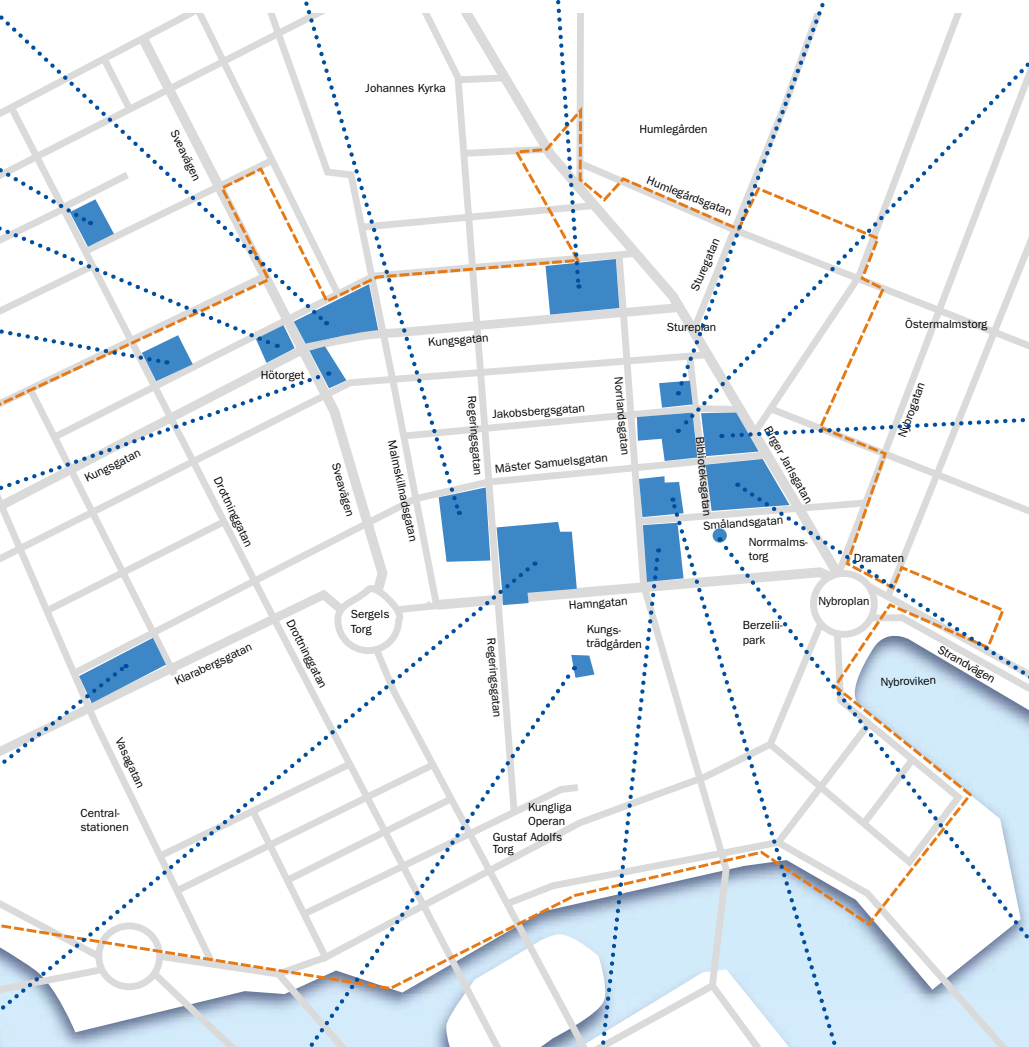 Johannes Kyrka
Humlegården
Sveavägen
Humlegårdsgatan
Sturegatan
Östermalmstorg
Stureplan
Kungsgatan
Hötorget
Norrlandsgatan
Nybrogatan
Regeringsgatan
Jakobsbergsgatan
Birger Jarlsgatan
Malmskillnadsgatan
Biblioteksgatan
Mäster Samuelsgatan
Kungsgatan
Sveavägen
Drottninggatan
Smålandsgatan
Normalms-
torg
Dramaten
Hamngatan
Nybroplan
Sergels
Torg
Berzelii-
park
Kungs-
trädgården
Drottninggatan
Regeringsgatan
Klarabergsgatan
Strandvägen
Nybroviken
Vasagatan
Central-
stationen
Kungliga
Operan
Gustaf Adolfs
Torg